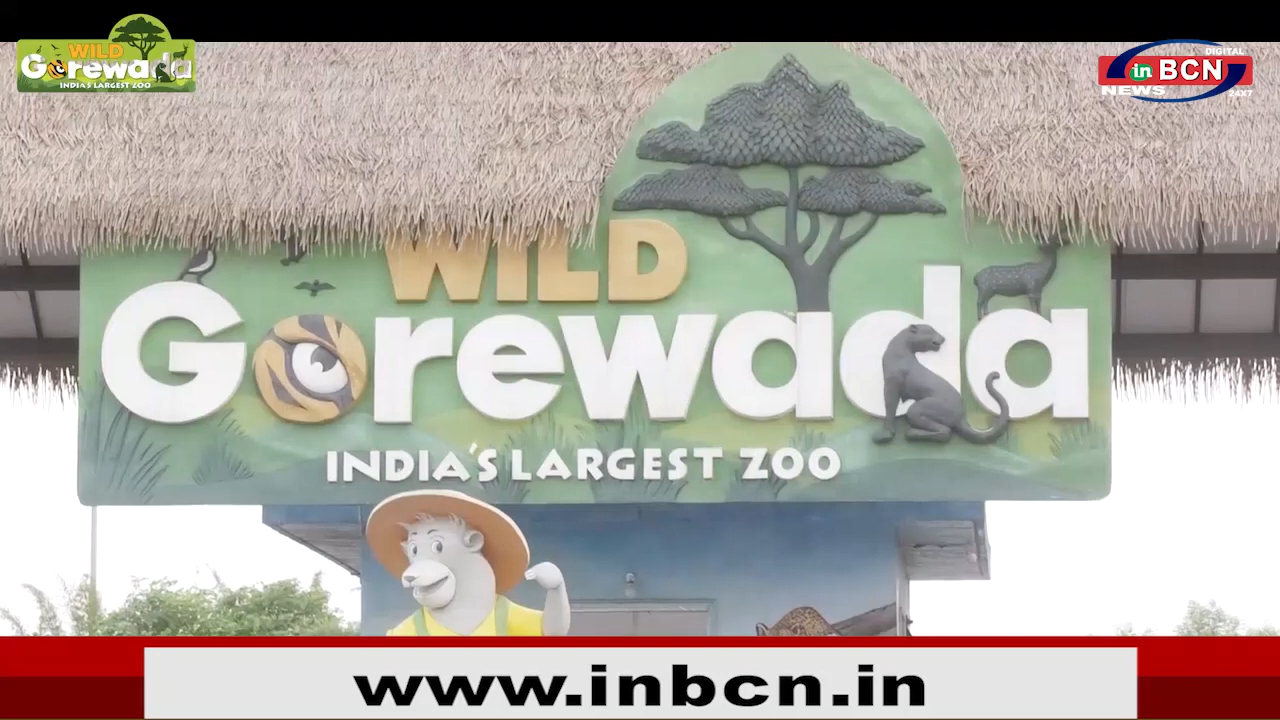 WILD
Gorewada
INDIA'S LARGEST ZOO
DIGITAL
in BCN
NEWS
24X7
WILD
Gorewada
INDIA'S LARGEST ZOO
www.inbcn.in